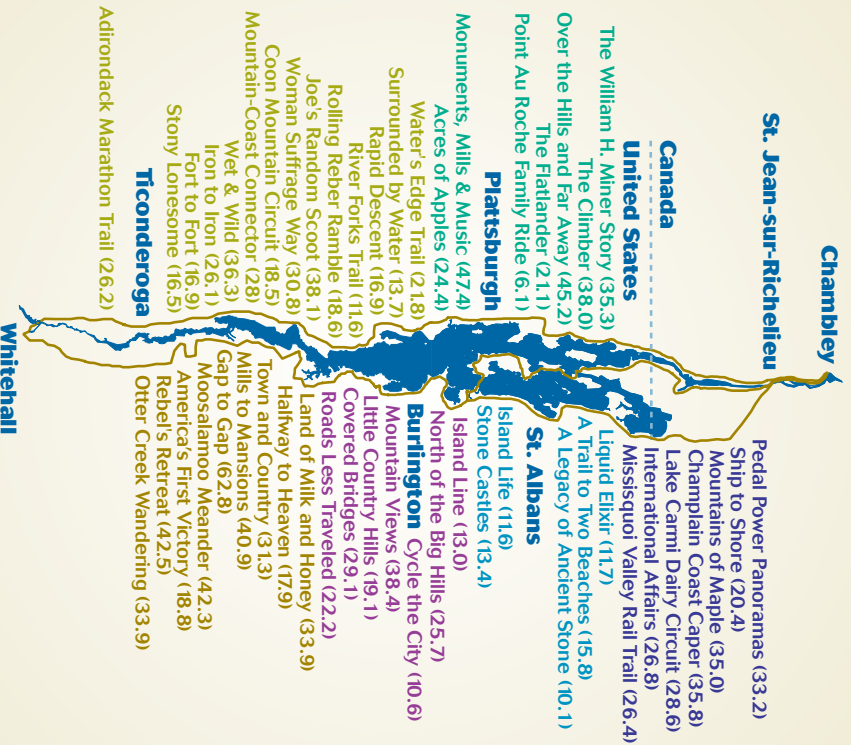 Chambley
St. Jean-sur-Richelieu
Canada
United States
The William H. Miner Story (35.3)
The Climber (38.0)
Over the Hills and Far Away (45.2)
The Flatlander (21.1)
Point Au Roche Family Ride (6.1)
Plattsburgh
Monuments, Mills & Music (47.4)
Acres of Apples (24.4)
Water's Edge Trail (21.8)
Surrounded by Water (13.7)
Rapid Descent (16.9)
River Forks Trail (11.6)
Rolling Reber Ramble (18.6)
Joe's Random Scoot (38.1)
Woman Suffrage Way (30.8)
Coon Mountain Circuit (18.5)
Mountain-Coast Connector (28)
Wet & Wild (36.3)
Iron to Iron (26.1)
Fort to Fort (16.9)
Stony Lonesome (16.5)
Ticonderoga
Adirondack Marathon Trail (26.2)
Pedal Power Panoramas (33.2)
Ship to Shore (20.4)
Mountains of Maple (35.0)
Champlain Coast Caper (35.8)
Lake Carmi Dairy Circuit (28.6)
International Affairs (26.8)
Missisquoi Valley Rail Trail (26.4)
Liquid Elixir (11.7)
A Trail to Two Beaches (15.8)
A Legacy of Ancient Stone (10.1)
St. Albans
Island Life (11.6)
Stone Castles (13.4)
Island Line (13.0)
North of the Big Hills (25.7)
Burlington Cycle the City (10.6)
Mountain Views (38.4)
Little Country Hills (19.1)
Covered Bridges (29.1)
Roads Less Traveled (22.2)
Land of Milk and Honey (33.9)
Halfway to Heaven (17.9)
Town and Country (31.3)
Mills to Mansions (40.9)
Gap to Gap (62.8)
Moosalamoo Meander (42.3)
America's First Victory (18.8)
Rebel's Retreat (42.5)
Otter Creek Wandering (33.9)
Whitehall